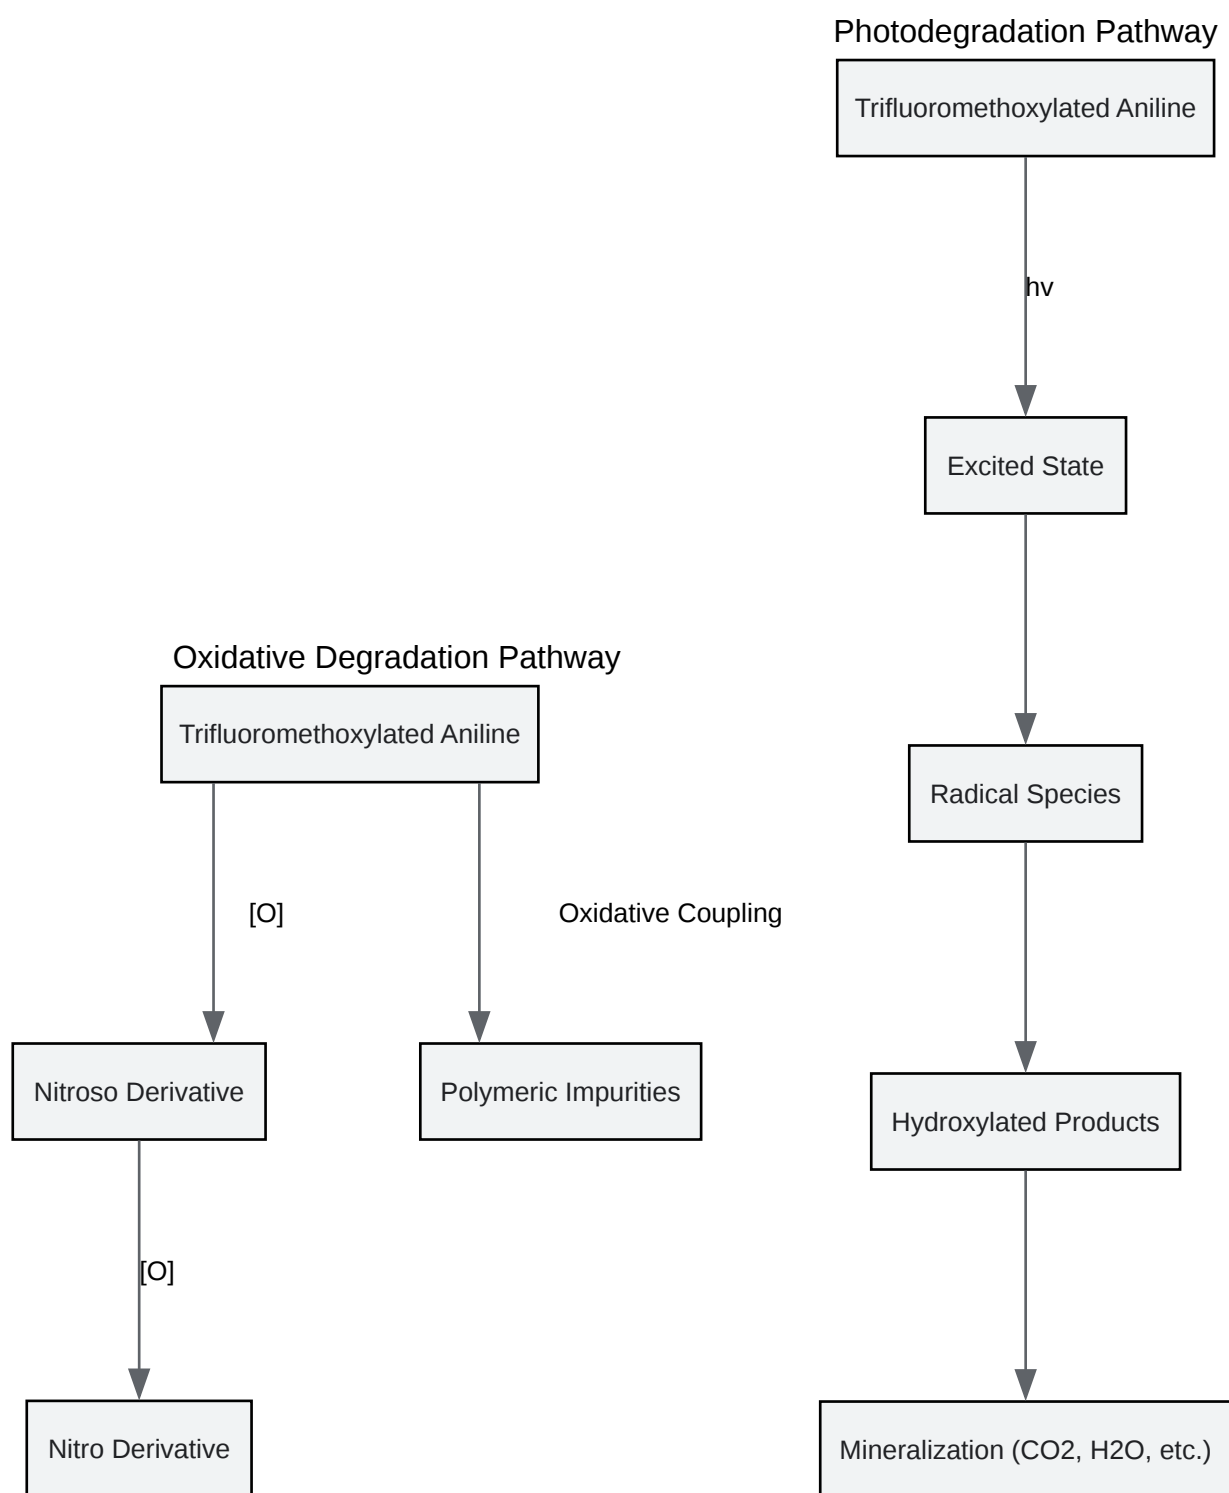 Photodegradation Pathway
Trifluoromethoxylated Aniline
hv
Excited State
Radical Species
Hydroxylated Products
Mineralization (CO2, H2O, etc.)
Oxidative Degradation Pathway
Trifluoromethoxylated Aniline
[O]
Oxidative Coupling
Nitroso Derivative
Polymeric Impurities
[O]
Nitro Derivative